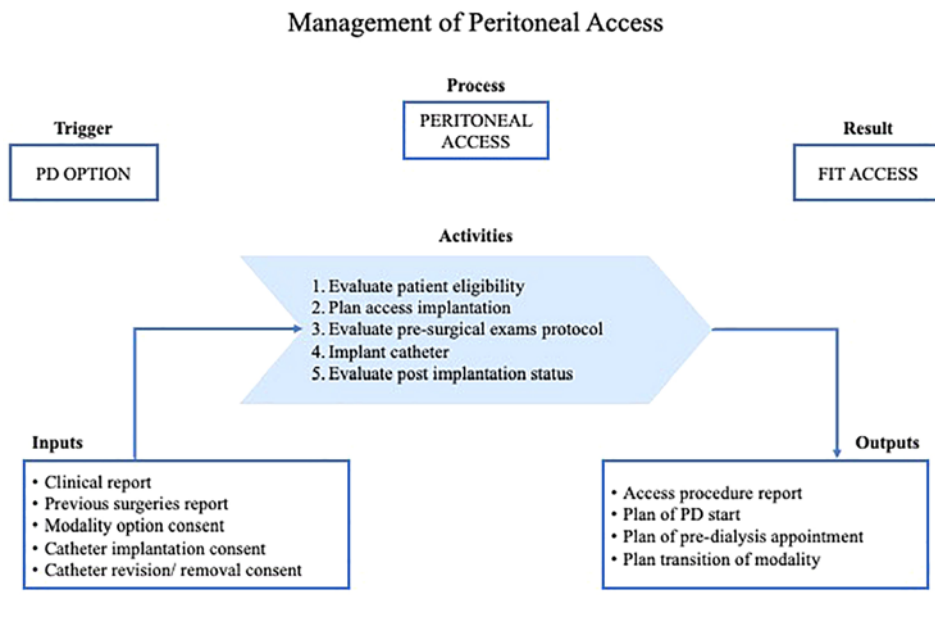 Management of Peritoneal Access
Process
PERITONEAL
ACCESS
Trigger
PD OPTION
Result
FIT ACCESS
Activities
1. Evaluate patient eligibility
2. Plan access implantation
3. Evaluate pre-surgical exams protocol
4. Implant catheter
5. Evaluate post implantation status
Inputs
• Clinical report
• Previous surgeries report
• Modality option consent
• Catheter implantation consent
• Catheter revision/ removal consent
Outputs
• Access procedure report
• Plan of PD start
• Plan of pre-dialysis appointment
• Plan transition of modality